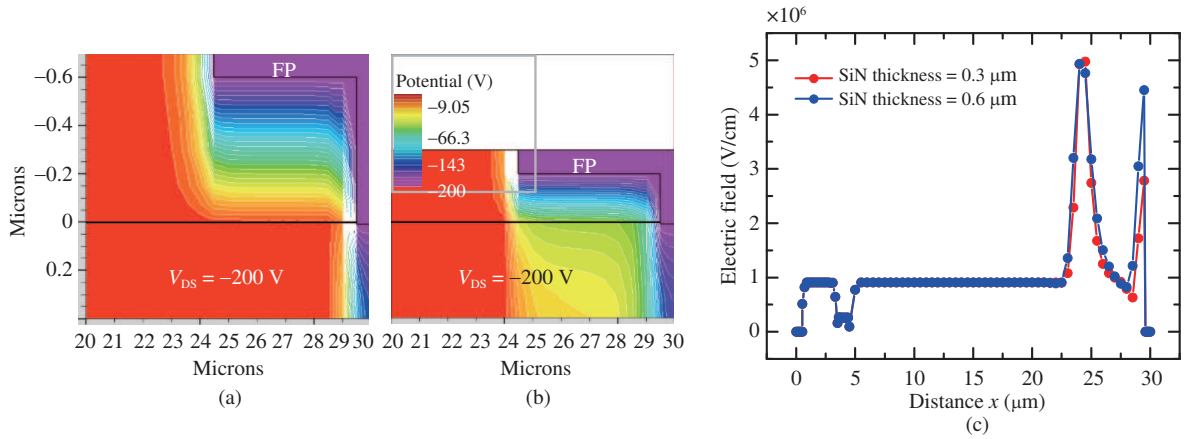 FP
V_DS = −200 V
−0.6
−0.4
−0.2
0
0.2
Microns
20 21 22 23 24 25 26 27 28 29 30
Microns
(a)
Potential (V)
−9.05
−66.3
−143
−200
FP
V_DS = −200 V
20 21 22 23 24 25 26 27 28 29 30
Microns
(b)
×10⁶
5
4
3
2
1
0
Electric field (V/cm)
SiN thickness = 0.3 μm
SiN thickness = 0.6 μm
0 5 10 15 20 25 30
Distance x (μm)
(c)